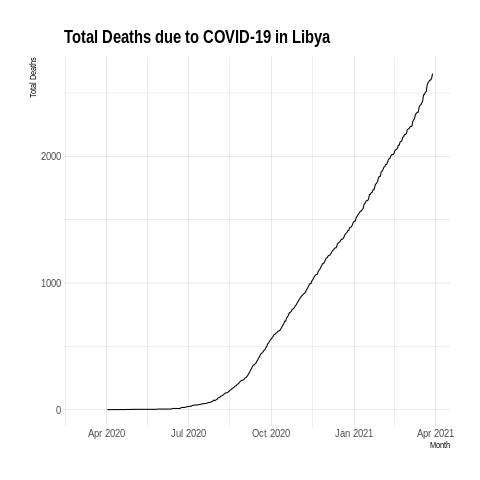 Total Deaths due to COVID-19 in Libya
Total Deaths
2000
1000
0
Apr 2020 Jul 2020 Oct 2020 Jan 2021 Apr 2021
Month